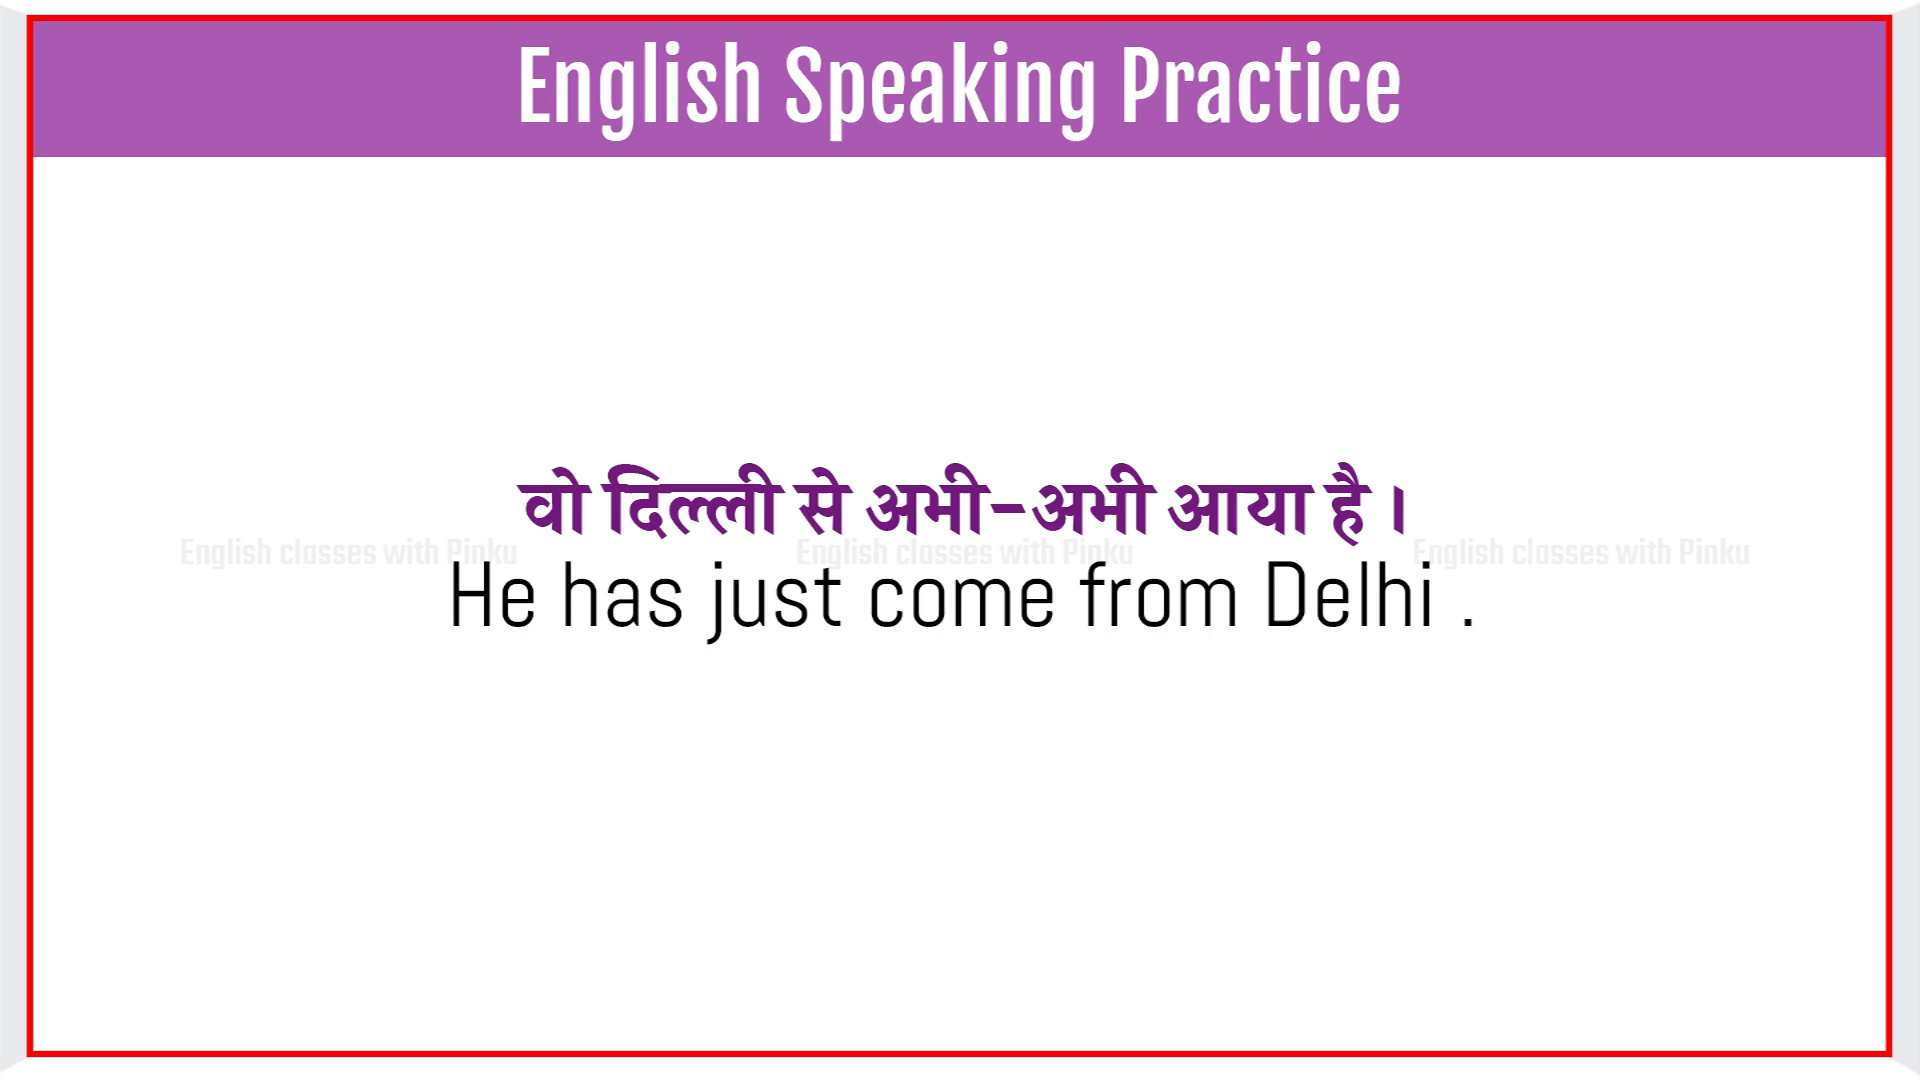 English Speaking Practice
वो दिल्ली से अभी-अभी आया है।
English classes with Pinku English classes with Pinku English classes with Pinku
He has just come from Delhi .